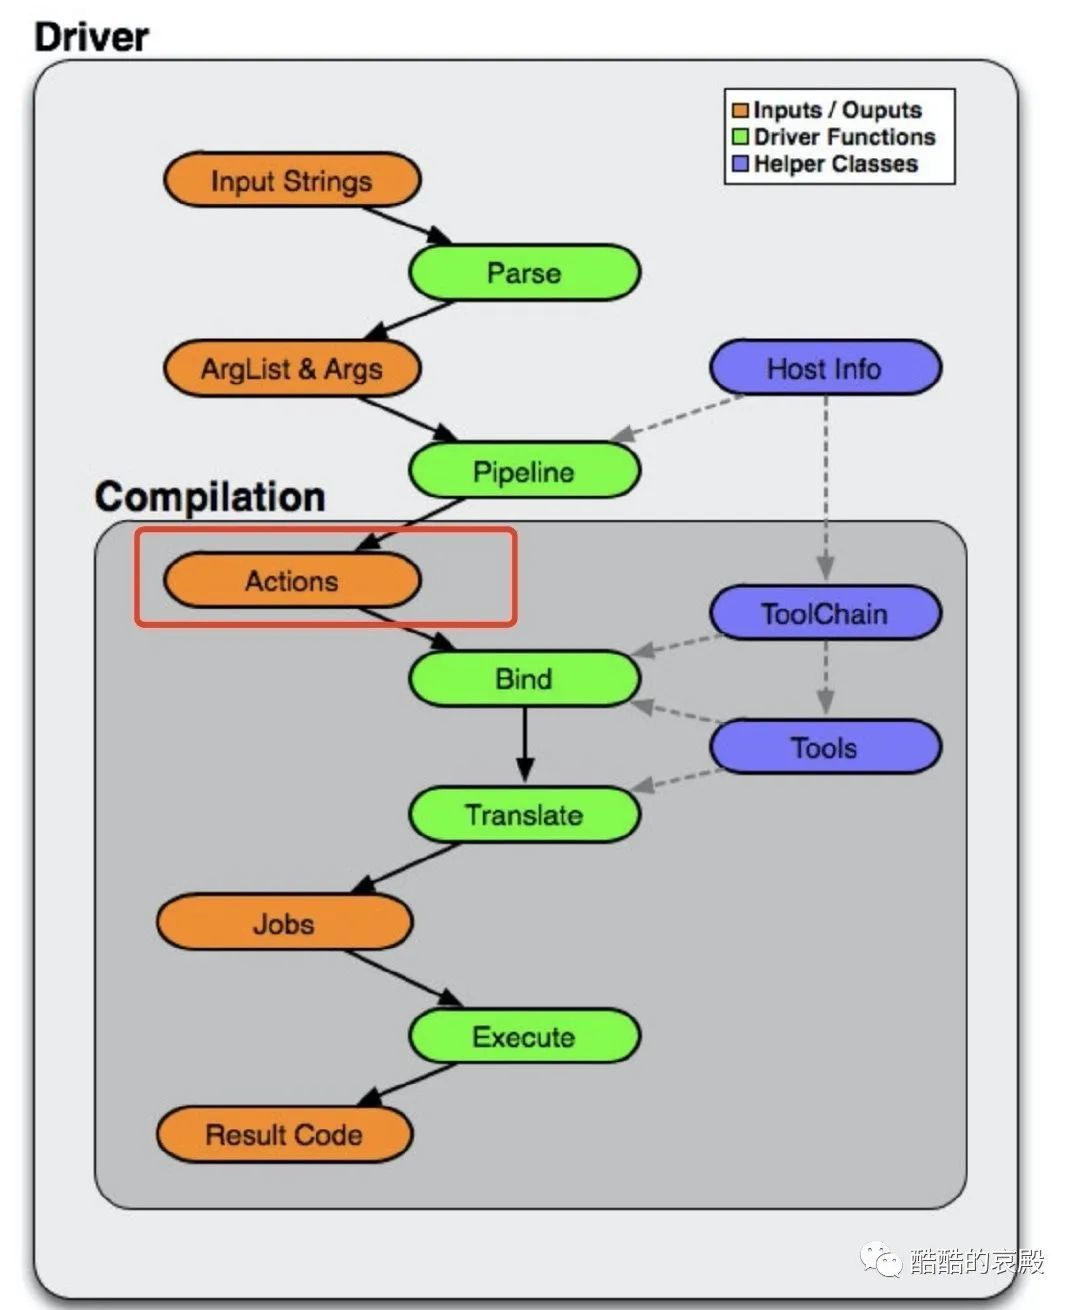 Driver
Inputs / Ouputs
Driver Functions
Helper Classes
Input Strings
Parse
ArgList & Args
Host Info
Pipeline
Compilation
Actions
ToolChain
Bind
Tools
Translate
Jobs
Execute
Result Code
酷酷的哀殿